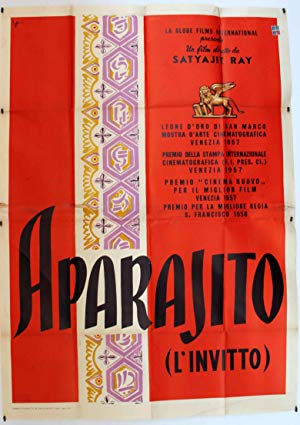 LA GLOBE FILMS INTERNATIONAL
presenta
Un film diretto da
SATYAJIT RAY
LEONE D'ORO DI SAN MARCO
MOSTRA D'ARTE CINEMATOGRAFICA
VENEZIA 1957
PREMIO DELLA STAMPA INTERNAZIONALE
CINEMATOGRAFICA (F.I. PRES. CI.)
VENEZIA 1957
PREMIO "CINEMA NUOVO"
PER IL MIGLIOR FILM
VENEZIA 1957
PREMIO PER LA MIGLIORE REGIA
S. FRANCISCO 1958
APARAJITO
(L'INVITTO)